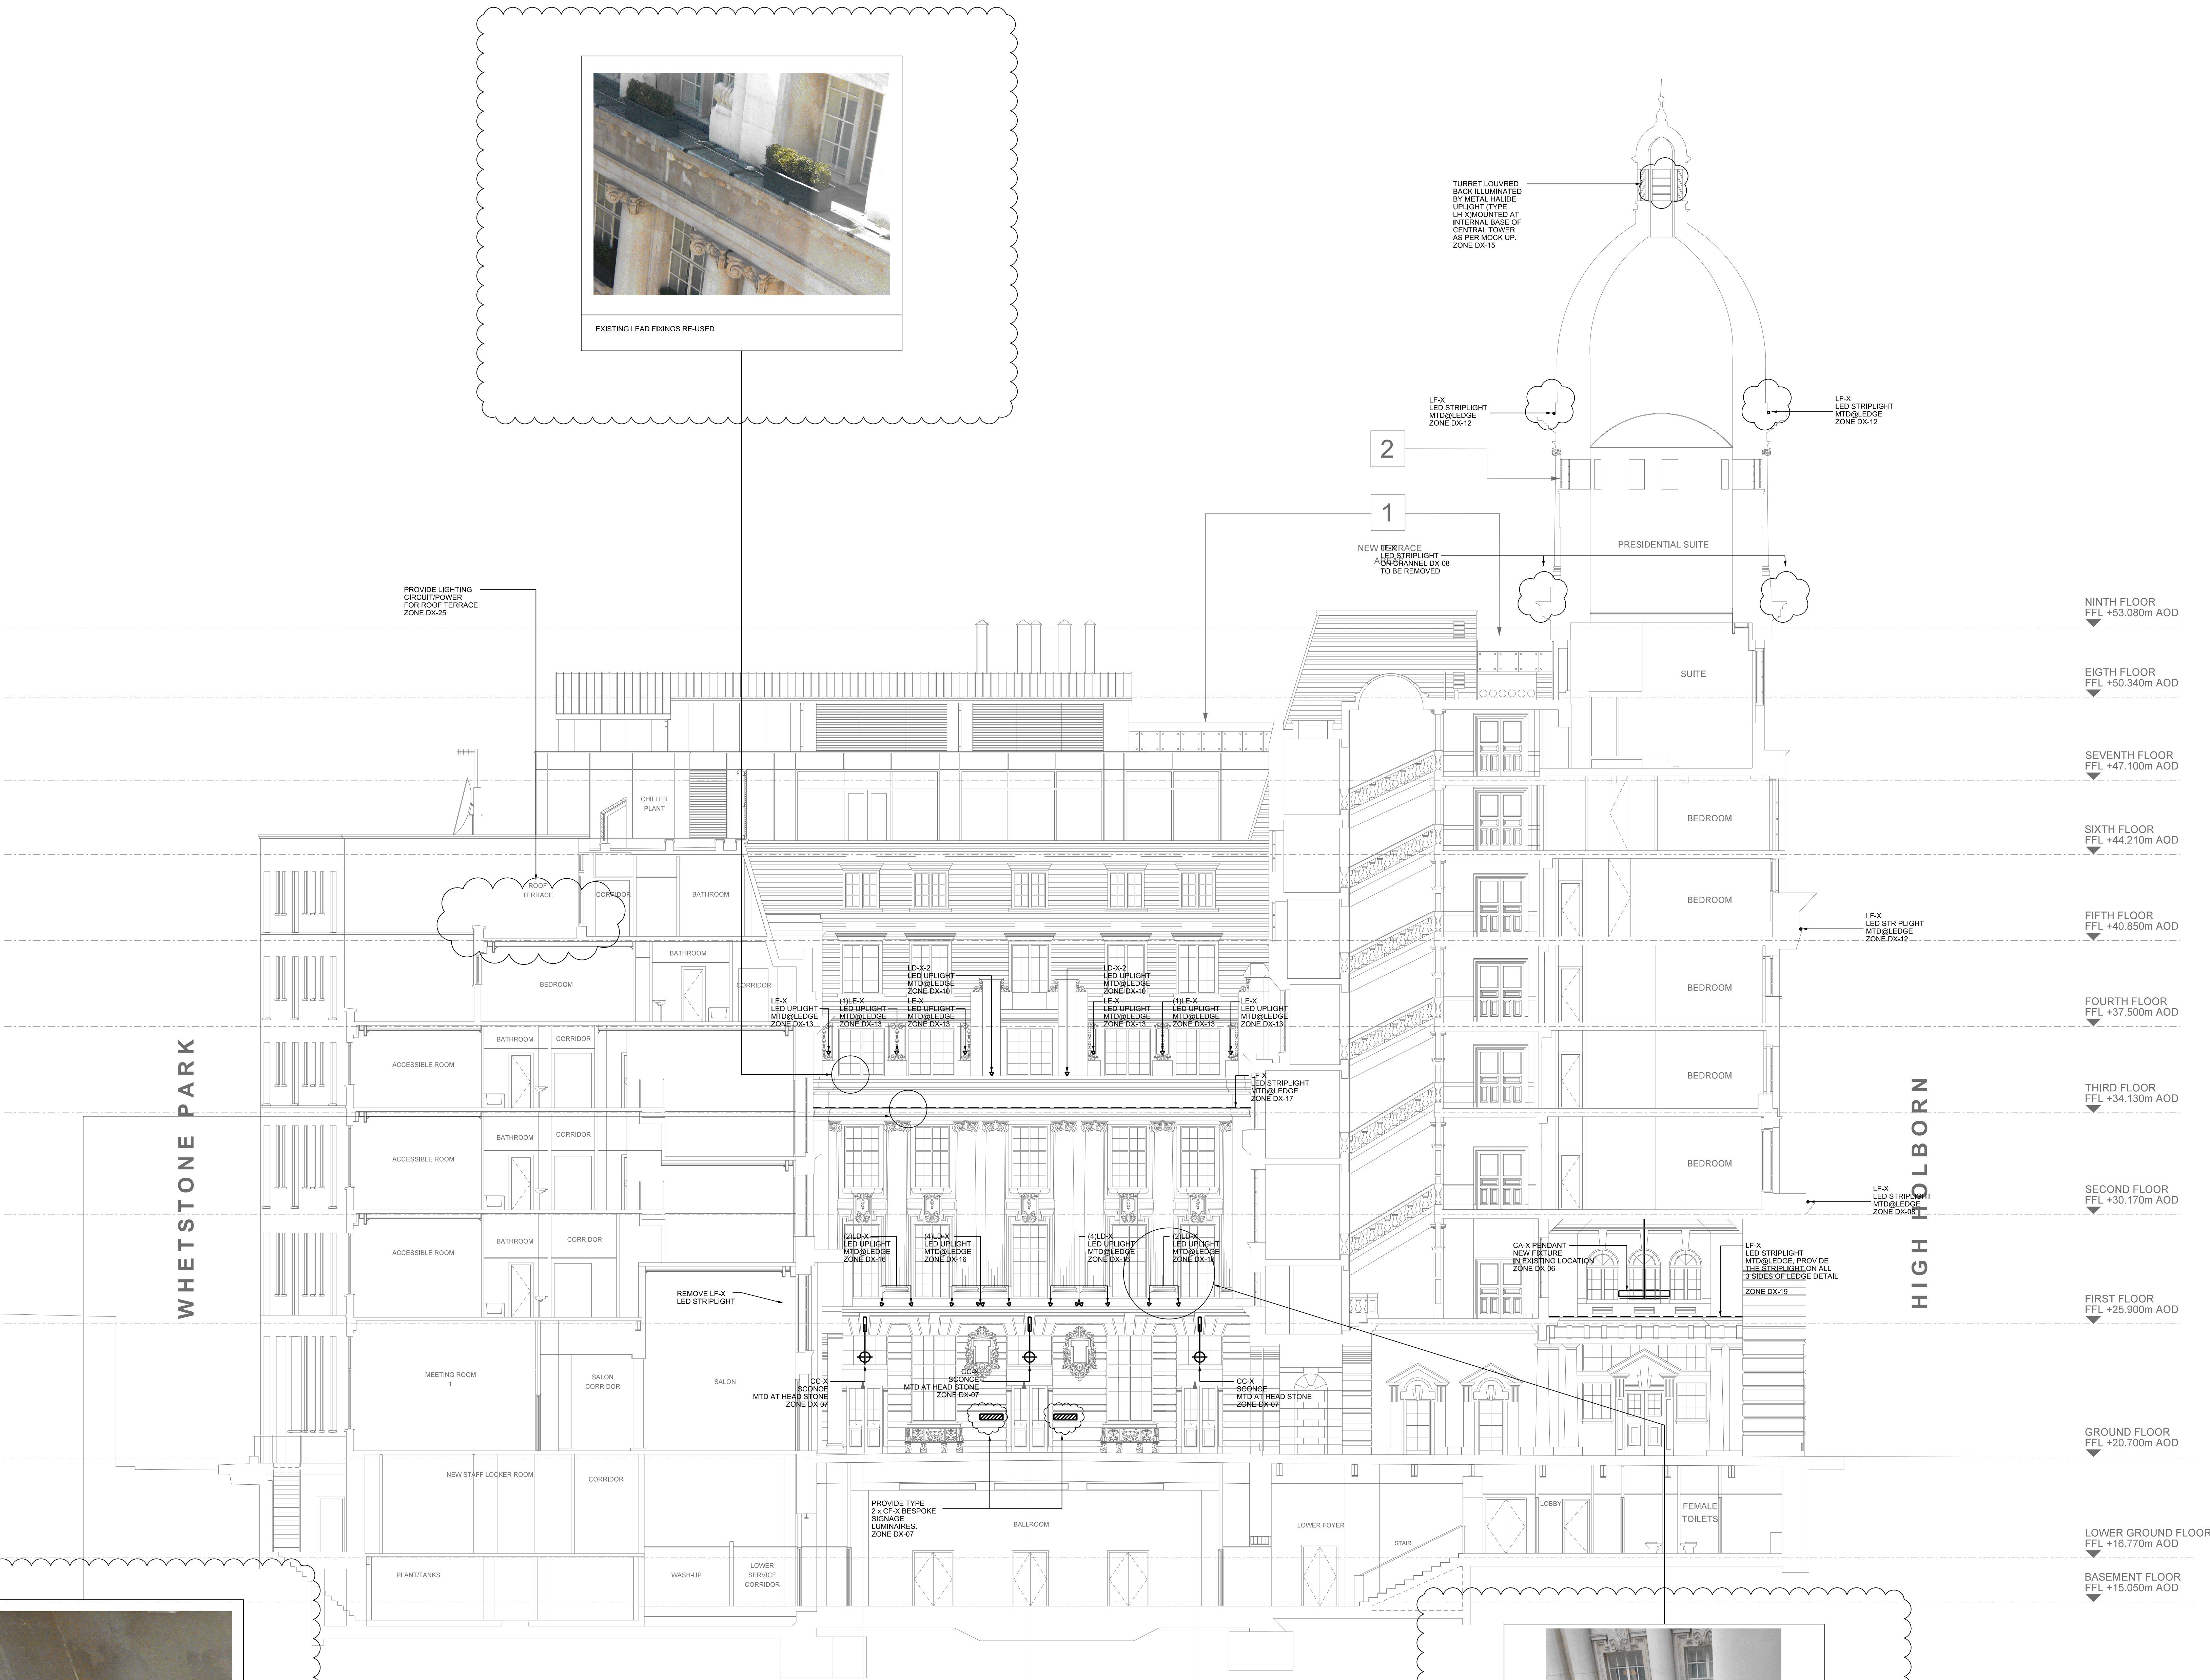 EXISTING LEAD FIXINGS RE-USED
TURRET LOUVRED
BACK ILLUMINATED
BY METAL HALIDE
UPLIGHT (TYPE
LH-X)MOUNTED AT
INTERNAL BASE OF
CENTRAL TOWER
AS PER MOCK UP.
ZONE DX-15
LF-X
LED STRIPLIGHT
MTD@LEDGE
ZONE DX-12
LF-X
LED STRIPLIGHT
MTD@LEDGE
ZONE DX-12
2
1
NEW TERRACE
LED STRIPLIGHT
ON CHANNEL DX-08
TO BE REMOVED
PRESIDENTIAL SUITE
PROVIDE LIGHTING
CIRCUIT/POWER
FOR ROOF TERRACE
ZONE DX-25
NINTH FLOOR
FFL +53.080m AOD
SUITE
EIGTH FLOOR
FFL +50.340m AOD
SEVENTH FLOOR
FFL +47.100m AOD
CHILLER
PLANT
BEDROOM
SIXTH FLOOR
FFL +44.210m AOD
ROOF
TERRACE
CORRIDOR
BATHROOM
BEDROOM
LF-X
LED STRIPLIGHT
MTD@LEDGE
ZONE DX-12
FIFTH FLOOR
FFL +40.850m AOD
BATHROOM
BEDROOM
CORRIDOR
LD-X-2
LED UPLIGHT
MTD@LEDGE
ZONE DX-10
LD-X-2
LED UPLIGHT
MTD@LEDGE
ZONE DX-10
BEDROOM
LE-X
LED UPLIGHT
MTD@LEDGE
ZONE DX-13
(1)LE-X
LED UPLIGHT
MTD@LEDGE
ZONE DX-13
LE-X
LED UPLIGHT
MTD@LEDGE
ZONE DX-13
LE-X
LED UPLIGHT
MTD@LEDGE
ZONE DX-13
(1)LE-X
LED UPLIGHT
MTD@LEDGE
ZONE DX-13
LE-X
LED UPLIGHT
MTD@LEDGE
ZONE DX-13
FOURTH FLOOR
FFL +37.500m AOD
BATHROOM
CORRIDOR
ACCESSIBLE ROOM
WHETSTONE PARK
LF-X
LED STRIPLIGHT
MTD@LEDGE
ZONE DX-17
BEDROOM
THIRD FLOOR
FFL +34.130m AOD
HIGH HOLBORN
BATHROOM
CORRIDOR
ACCESSIBLE ROOM
BEDROOM
LF-X
LED STRIPLIGHT
MTD@LEDGE
ZONE DX-08
SECOND FLOOR
FFL +30.170m AOD
BATHROOM
CORRIDOR
ACCESSIBLE ROOM
(2)LD-X
LED UPLIGHT
MTD@LEDGE
ZONE DX-16
(4)LD-X
LED UPLIGHT
MTD@LEDGE
ZONE DX-16
(4)LD-X
LED UPLIGHT
MTD@LEDGE
ZONE DX-16
(2)LD-X
LED UPLIGHT
MTD@LEDGE
ZONE DX-16
CA-X PENDANT
NEW FIXTURE
IN EXISTING LOCATION
ZONE DX-06
LF-X
LED STRIPLIGHT
MTD@LEDGE, PROVIDE
THE STRIPLIGHT ON ALL
3 SIDES OF LEDGE DETAIL
ZONE DX-19
REMOVE LF-X
LED STRIPLIGHT
FIRST FLOOR
FFL +25.900m AOD
MEETING ROOM
1
SALON
CORRIDOR
SALON
CC-X
SCONCE
MTD AT HEAD STONE
ZONE DX-07
CC-X
SCONCE
MTD AT HEAD STONE
ZONE DX-07
CC-X
SCONCE
MTD AT HEAD STONE
ZONE DX-07
GROUND FLOOR
FFL +20.700m AOD
NEW STAFF LOCKER ROOM
CORRIDOR
PROVIDE TYPE
2 x CF-X BESPOKE
SIGNAGE
LUMINAIRES.
ZONE DX-07
BALLROOM
LOWER FOYER
STAIR
LOBBY
FEMALE
TOILETS
LOWER GROUND FLOOR
FFL +16.770m AOD
PLANT/TANKS
WASH-UP
LOWER
SERVICE
CORRIDOR
BASEMENT FLOOR
FFL +15.050m AOD